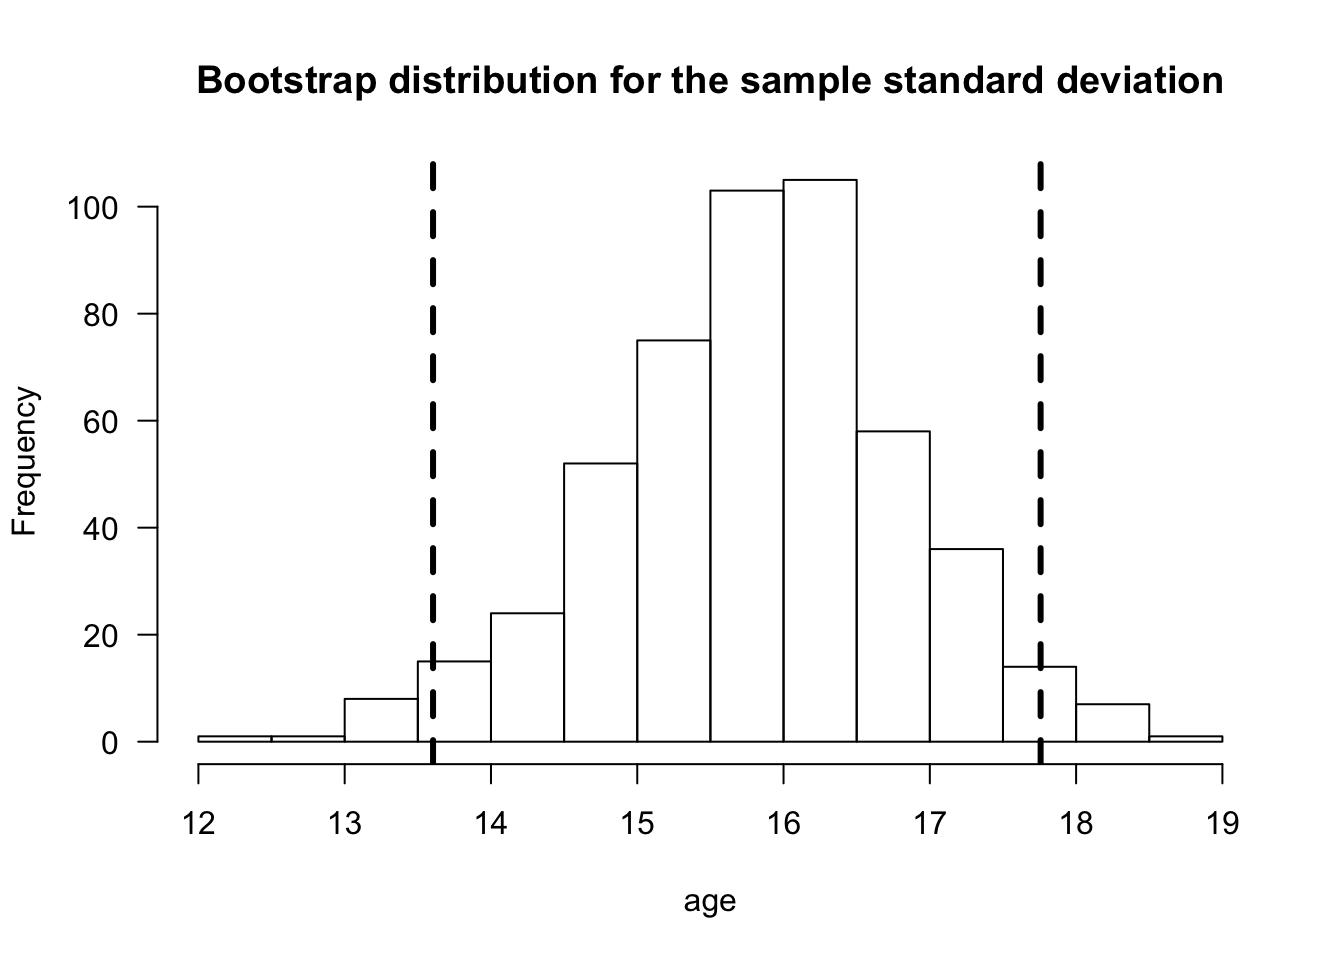 Bootstrap distribution for the sample standard deviation
100
80
60
40
20
0
Frequency
12 13 14 15 16 17 18 19
age